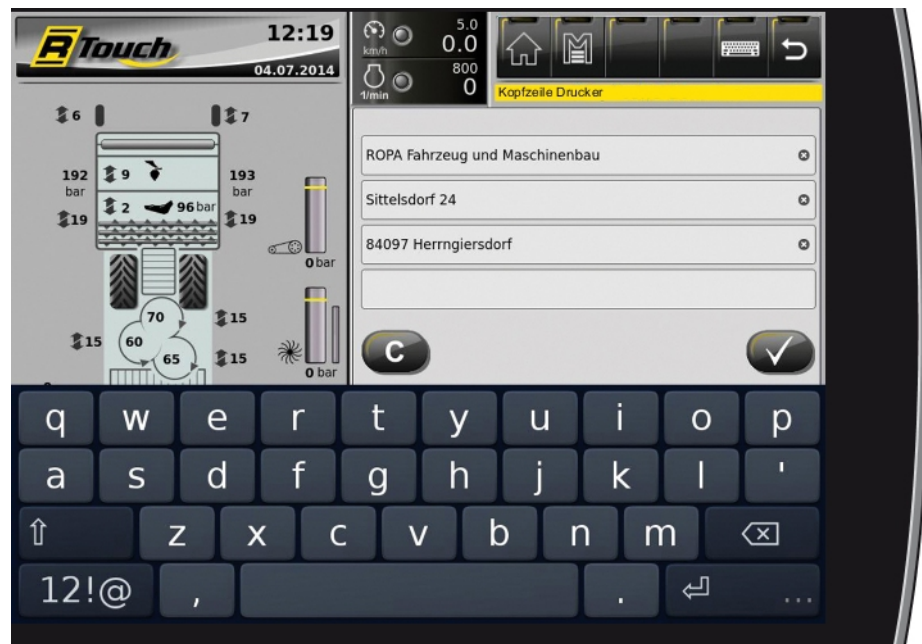 R Touch
12:19
04.07.2014
km/h
5.0
0.0
1/min
800
0
Kopfzeile Drucker
6
7
192
bar
9
193
bar
2
96 bar
19
19
0 bar
70
15
15
60
65
15
0 bar
ROPA Fahrzeug und Maschinenbau
Sittelsdorf 24
84097 Herrngiersdorf
C
q w e r t y u i o p
a s d f g h j k l '
z x c v b n m
12!@ , . ...